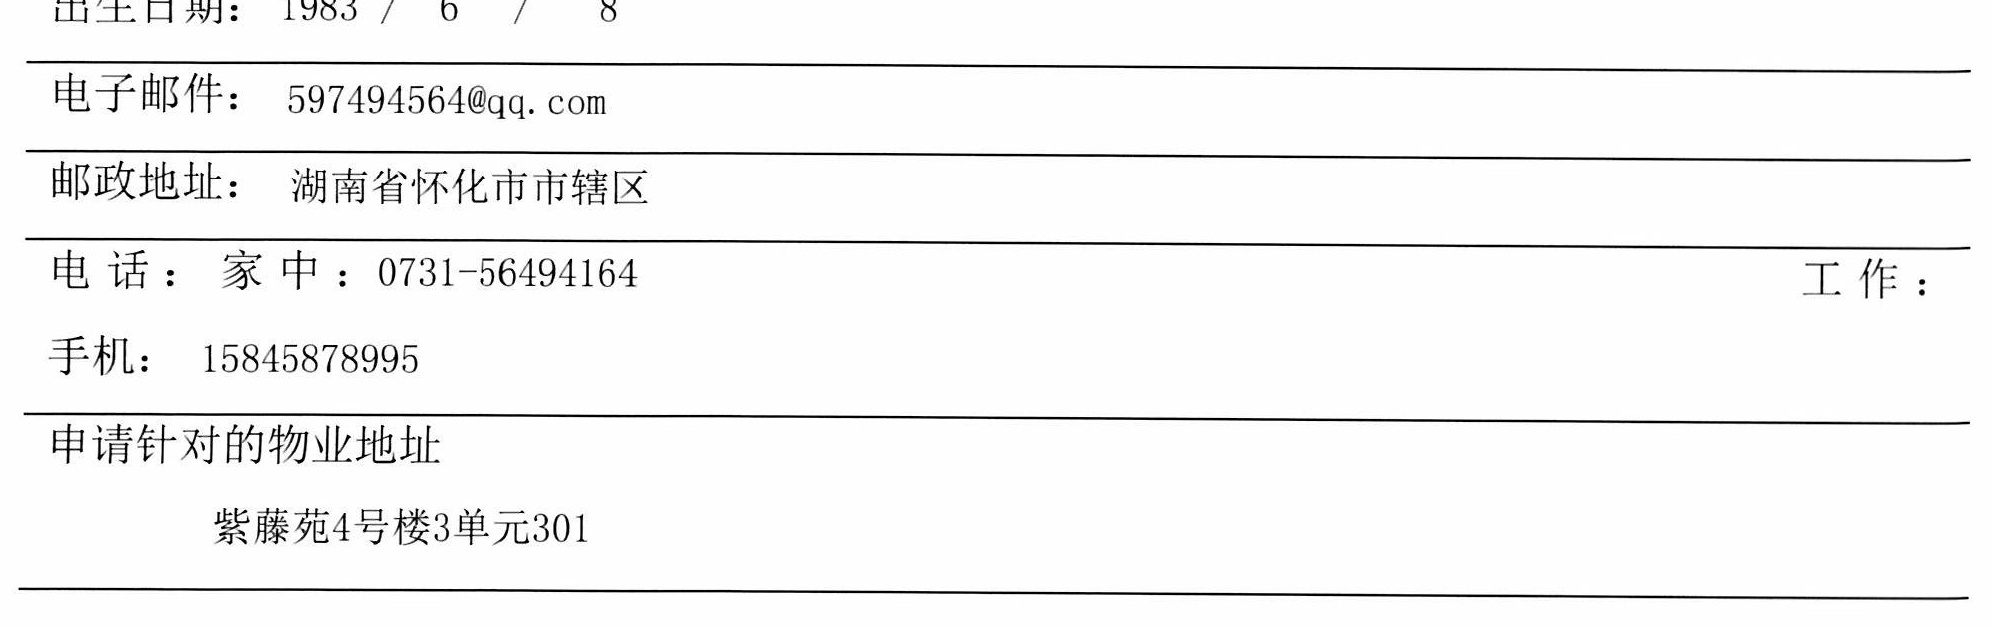 出生日期： 1983 / 6 / 8
电子邮件： 597494564@qq.com
邮政地址： 湖南省怀化市市辖区
电 话： 家 中：0731-56494164 工 作：
手机： 15845878995
申请针对的物业地址
紫藤苑4号楼3单元301